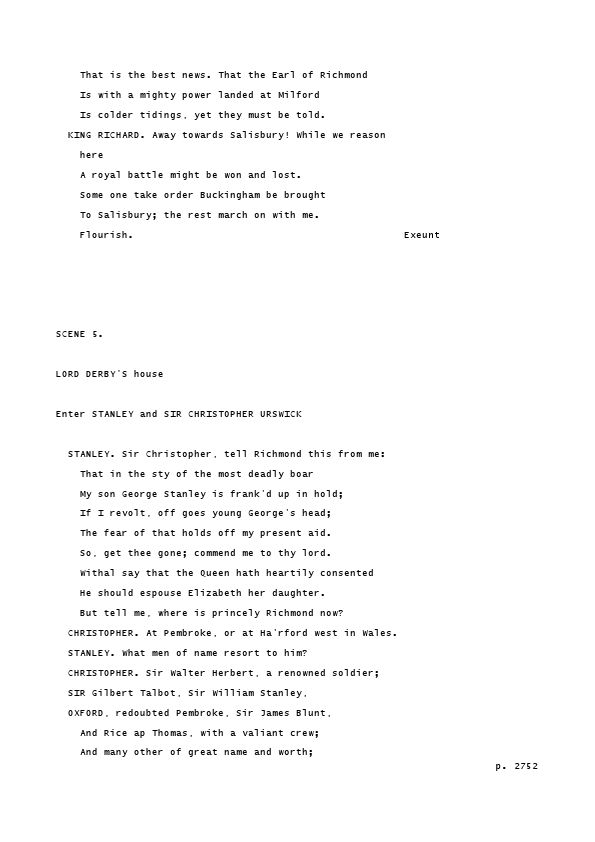 That is the best news. That the Earl of Richmond
Is with a mighty power landed at Milford
Is colder tidings, yet they must be told.
KING RICHARD. Away towards Salisbury! While we reason
here
A royal battle might be won and lost.
Some one take order Buckingham be brought
To Salisbury; the rest march on with me.
Flourish. Exeunt
SCENE 5.
LORD DERBY'S house
Enter STANLEY and SIR CHRISTOPHER URSWICK
STANLEY. Sir Christopher, tell Richmond this from me:
That in the sty of the most deadly boar
My son George Stanley is frank'd up in hold;
If I revolt, off goes young George's head;
The fear of that holds off my present aid.
So, get thee gone; commend me to thy lord.
Withal say that the Queen hath heartily consented
He should espouse Elizabeth her daughter.
But tell me, where is princely Richmond now?
CHRISTOPHER. At Pembroke, or at Ha'rford west in Wales.
STANLEY. What men of name resort to him?
CHRISTOPHER. Sir Walter Herbert, a renowned soldier;
SIR Gilbert Talbot, Sir William Stanley,
OXFORD, redoubted Pembroke, Sir James Blunt,
And Rice ap Thomas, with a valiant crew;
And many other of great name and worth;
p. 2752